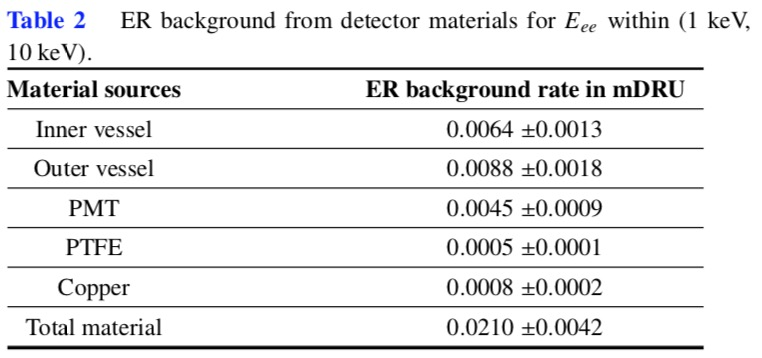 Table 2 ER background from detector materials for E_ee within (1 keV,
10 keV).
Material sources ER background rate in mDRU
Inner vessel 0.0064 ±0.0013
Outer vessel 0.0088 ±0.0018
PMT 0.0045 ±0.0009
PTFE 0.0005 ±0.0001
Copper 0.0008 ±0.0002
Total material 0.0210 ±0.0042